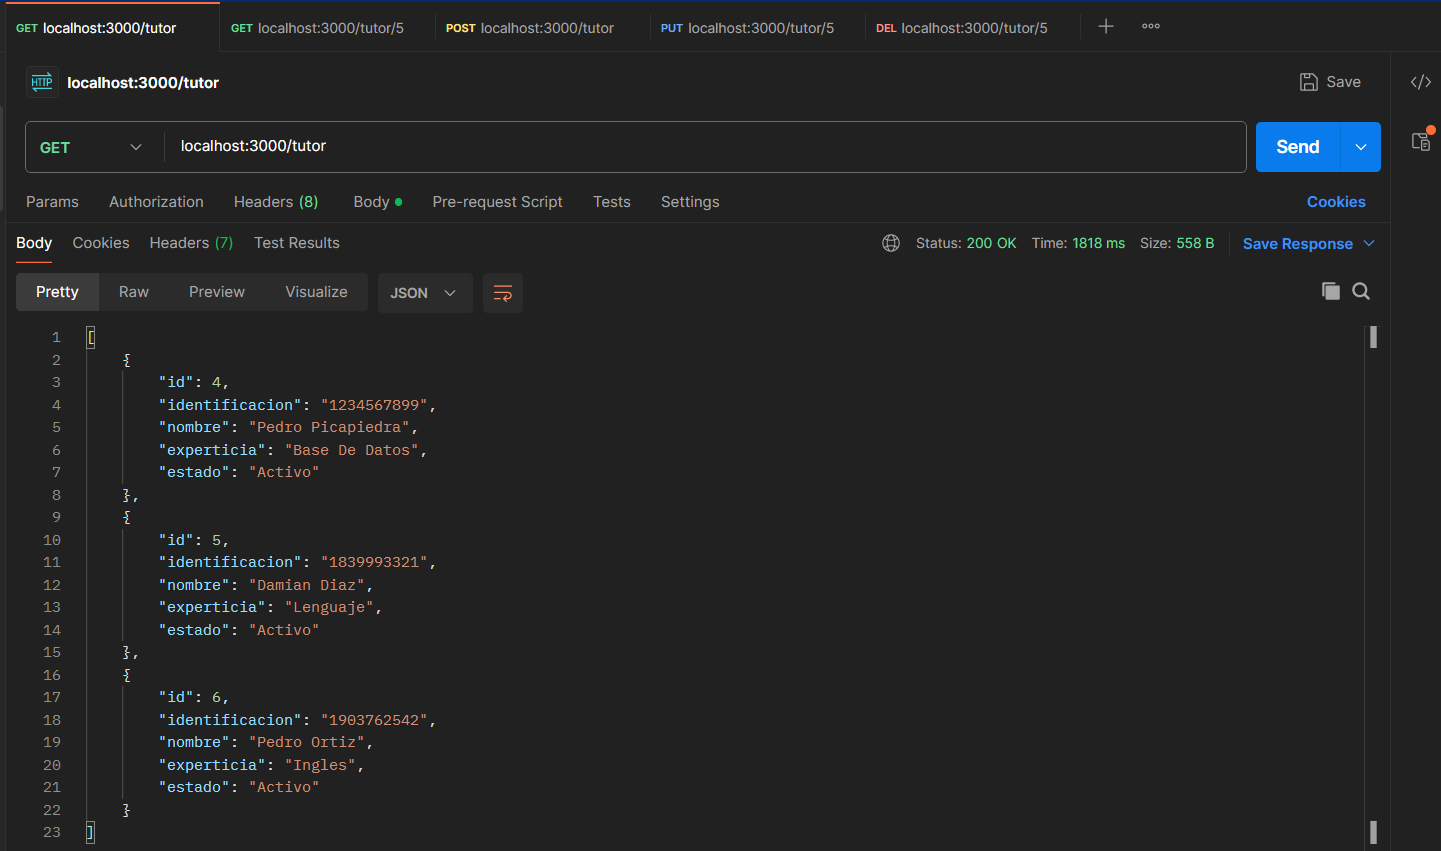 GET localhost:3000/tutor GET localhost:3000/tutor/5 POST localhost:3000/tutor PUT localhost:3000/tutor/5 DEL localhost:3000/tutor/5
HTTP localhost:3000/tutor Save
GET localhost:3000/tutor Send
Params Authorization Headers (8) Body Pre-request Script Tests Settings Cookies
Body Cookies Headers (7) Test Results Status: 200 OK Time: 1818 ms Size: 558 B Save Response
Pretty Raw Preview Visualize JSON
1 [
2 {
3 "id": 4,
4 "identificacion": "1234567899",
5 "nombre": "Pedro Picapiedra",
6 "experticia": "Base De Datos",
7 "estado": "Activo"
8 },
9 {
10 "id": 5,
11 "identificacion": "1839993321",
12 "nombre": "Damian Diaz",
13 "experticia": "Lenguaje",
14 "estado": "Activo"
15 },
16 {
17 "id": 6,
18 "identificacion": "1903762542",
19 "nombre": "Pedro Ortiz",
20 "experticia": "Ingles",
21 "estado": "Activo"
22 }
23 ]